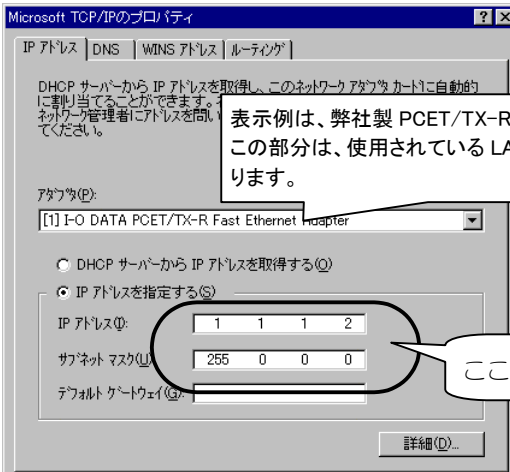 Microsoft TCP/IPのプロパティ
IP アドレス
DNS
WINS アドレス
ルーティング
DHCP サーバーから IP アドレスを取得し、このネットワーク アダプタ カードに自動的
に割り当てることができます。
ネットワーク管理者にアドレスを問い
てください。
表示例は、弊社製 PCET/TX-R
この部分は、使用されている LA
ります。
アダプタ(P):
[1] I-O DATA PCET/TX-R Fast Ethernet Adapter
DHCP サーバーから IP アドレスを取得する(O)
IP アドレスを指定する(S)
IP アドレス(I):
1 1 1 2
サブネット マスク(U)
255 0 0 0
デフォルト ゲートウェイ(G):
ここ
詳細(D)...